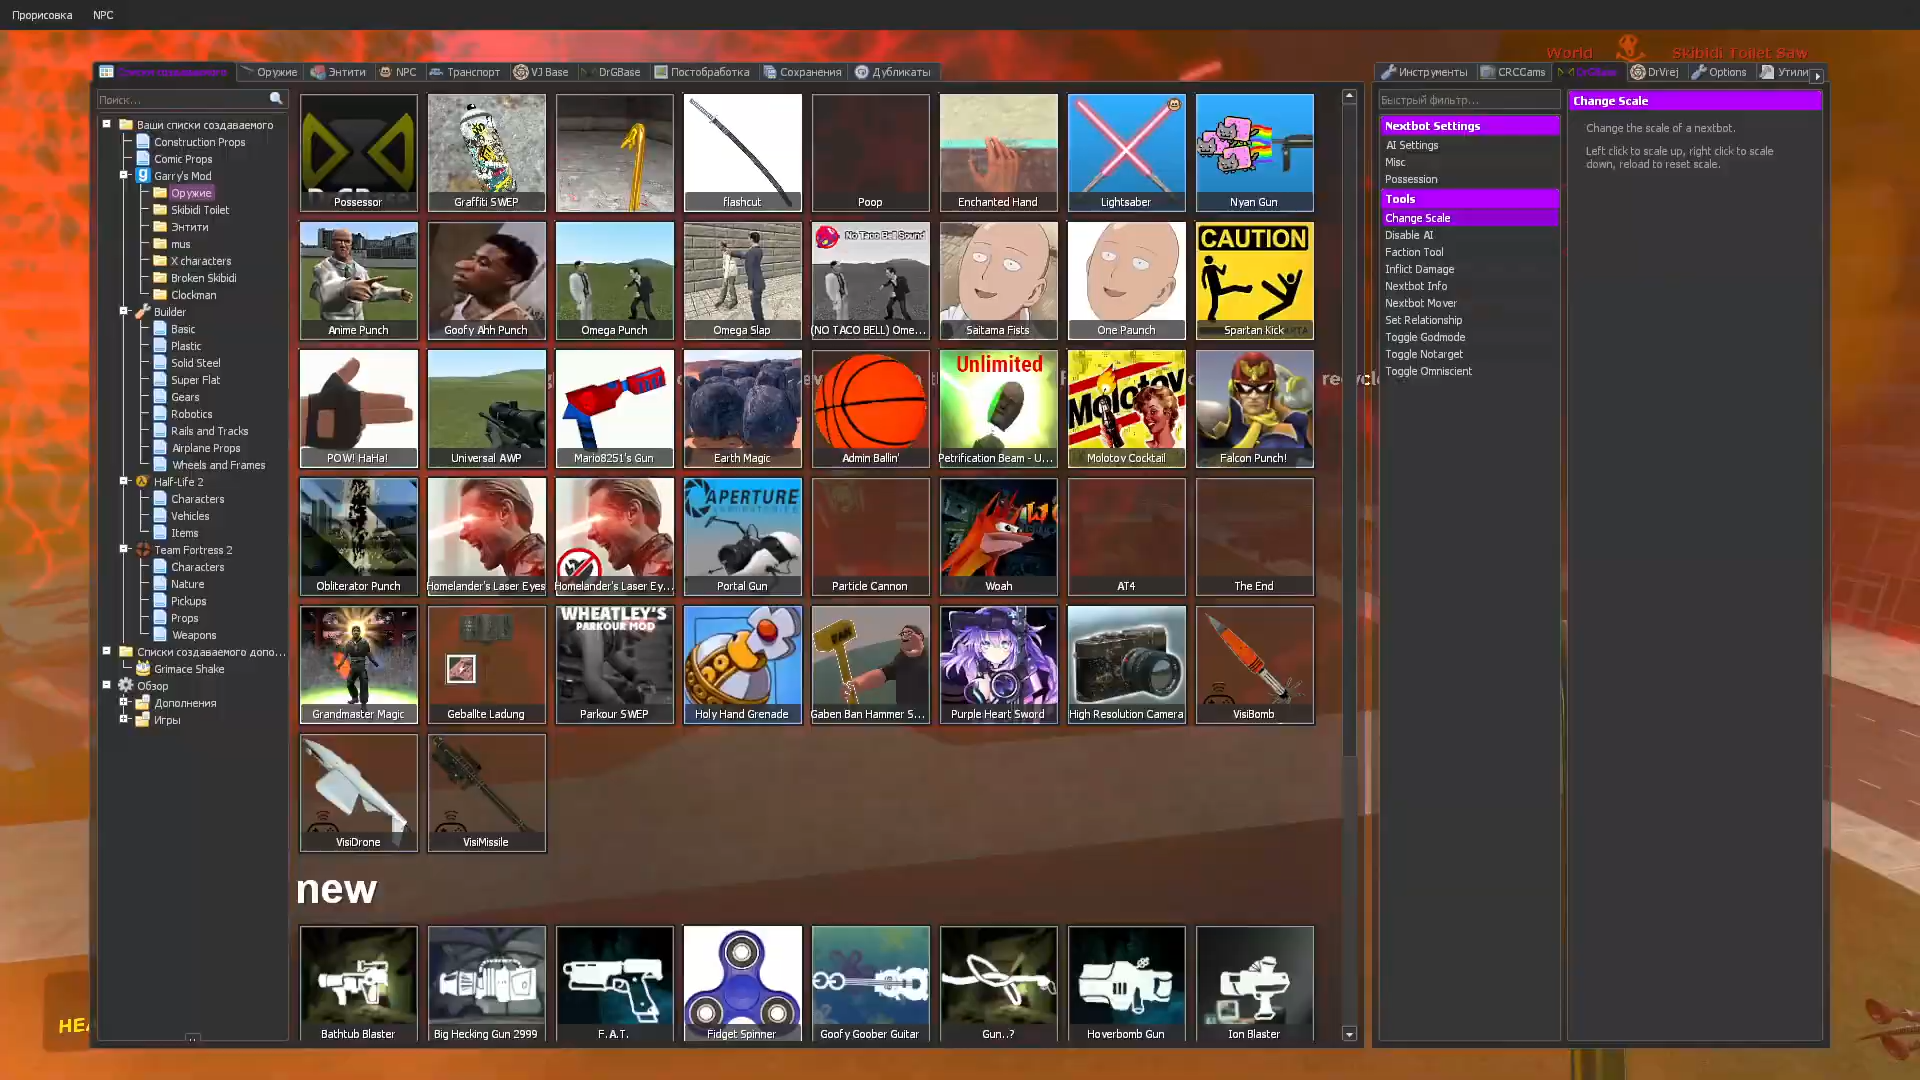 Прорисовка NPC
World Skibidi Toilet Saw
Списки создаваемого Оружие Энтити NPC Транспорт VJ Base DrGBase Постобработка Сохранения Дубликаты
Поиск...
Ваши списки создаваемого
Construction Props
Comic Props
Garry's Mod
Оружие
Skibidi Toilet
Энтити
mus
X characters
Broken Skibidi
Clockman
Builder
Basic
Plastic
Solid Steel
Super Flat
Gears
Robotics
Rails and Tracks
Airplane Props
Wheels and Frames
Half-Life 2
Characters
Vehicles
Items
Team Fortress 2
Characters
Nature
Pickups
Props
Weapons
Списки создаваемого допо...
Grimace Shake
Обзор
Дополнения
Игры
Possessor Graffiti SWEP flashcut Poop Enchanted Hand Lightsaber Nyan Gun
No Taco Bell Sound
CAUTION
Anime Punch Goofy Ahh Punch Omega Punch Omega Slap (NO TACO BELL) Ome... Saitama Fists One Paunch Spartan Kick
Unlimited
Molotov
POW! HaHa! Universal AWP Mario8251's Gun Earth Magic Admin Ballin' Petrification Beam - U... Molotov Cocktail Falcon Punch!
APERTURE
Obliterator Punch Homelander's Laser Eyes Homelander's Laser Ey... Portal Gun Particle Cannon Woah AT4 The End
WHEATLEY'S
PARKOUR MOD
BAN
Grandmaster Magic Geballte Ladung Parkour SWEP Holy Hand Grenade Gaben Ban Hammer S... Purple Heart Sword High Resolution Camera VisiBomb
VisiDrone VisiMissile
new
Bathtub Blaster Big Hecking Gun 2999 F.A.T. Fidget Spinner Goofy Goober Guitar Gun..? Hoverbomb Gun Ion Blaster
Инструменты CRCCams DrGBase DrVrej Options Утили
Быстрый фильтр...
Nextbot Settings
AI Settings
Misc
Possession
Tools
Change Scale
Disable AI
Faction Tool
Inflict Damage
Nextbot Info
Nextbot Mover
Set Relationship
Toggle Godmode
Toggle Notarget
Toggle Omniscient
Change Scale
Change the scale of a nextbot.
Left click to scale up, right click to scale
down, reload to reset scale.